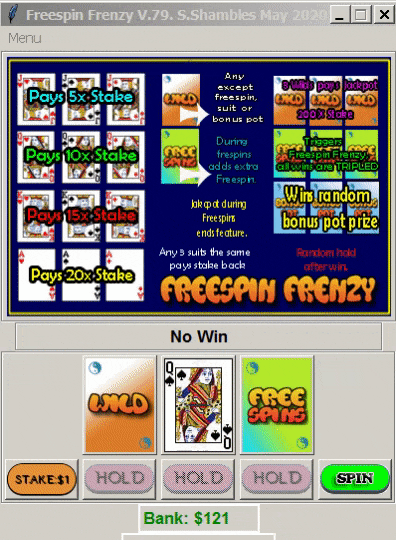 Freespin Frenzy V.79. S.Shambles May 2020
Menu
Pays 5x Stake
Pays 10x Stake
Pays 15x Stake
Pays 20x Stake
WILD
Any
except
freespin,
suit or
bonus pot
FREE
SPINS
During
frespins
adds extra
Freespin.
Jackpot during
Freespins
ends feature.
Any 3 suits the same
pays stake back
3 Wilds pays Jackpot
200 X Stake
Triggers
Freespin Frenzy,
all wins are TRIPLED
Wins random
bonus pot prize
Random hold
after win.
FREESPIN FRENZY
No Win
WILD
Q
Q
FREE
SPINS
STAKE:$1
HOLD
HOLD
HOLD
SPIN
Bank: $121